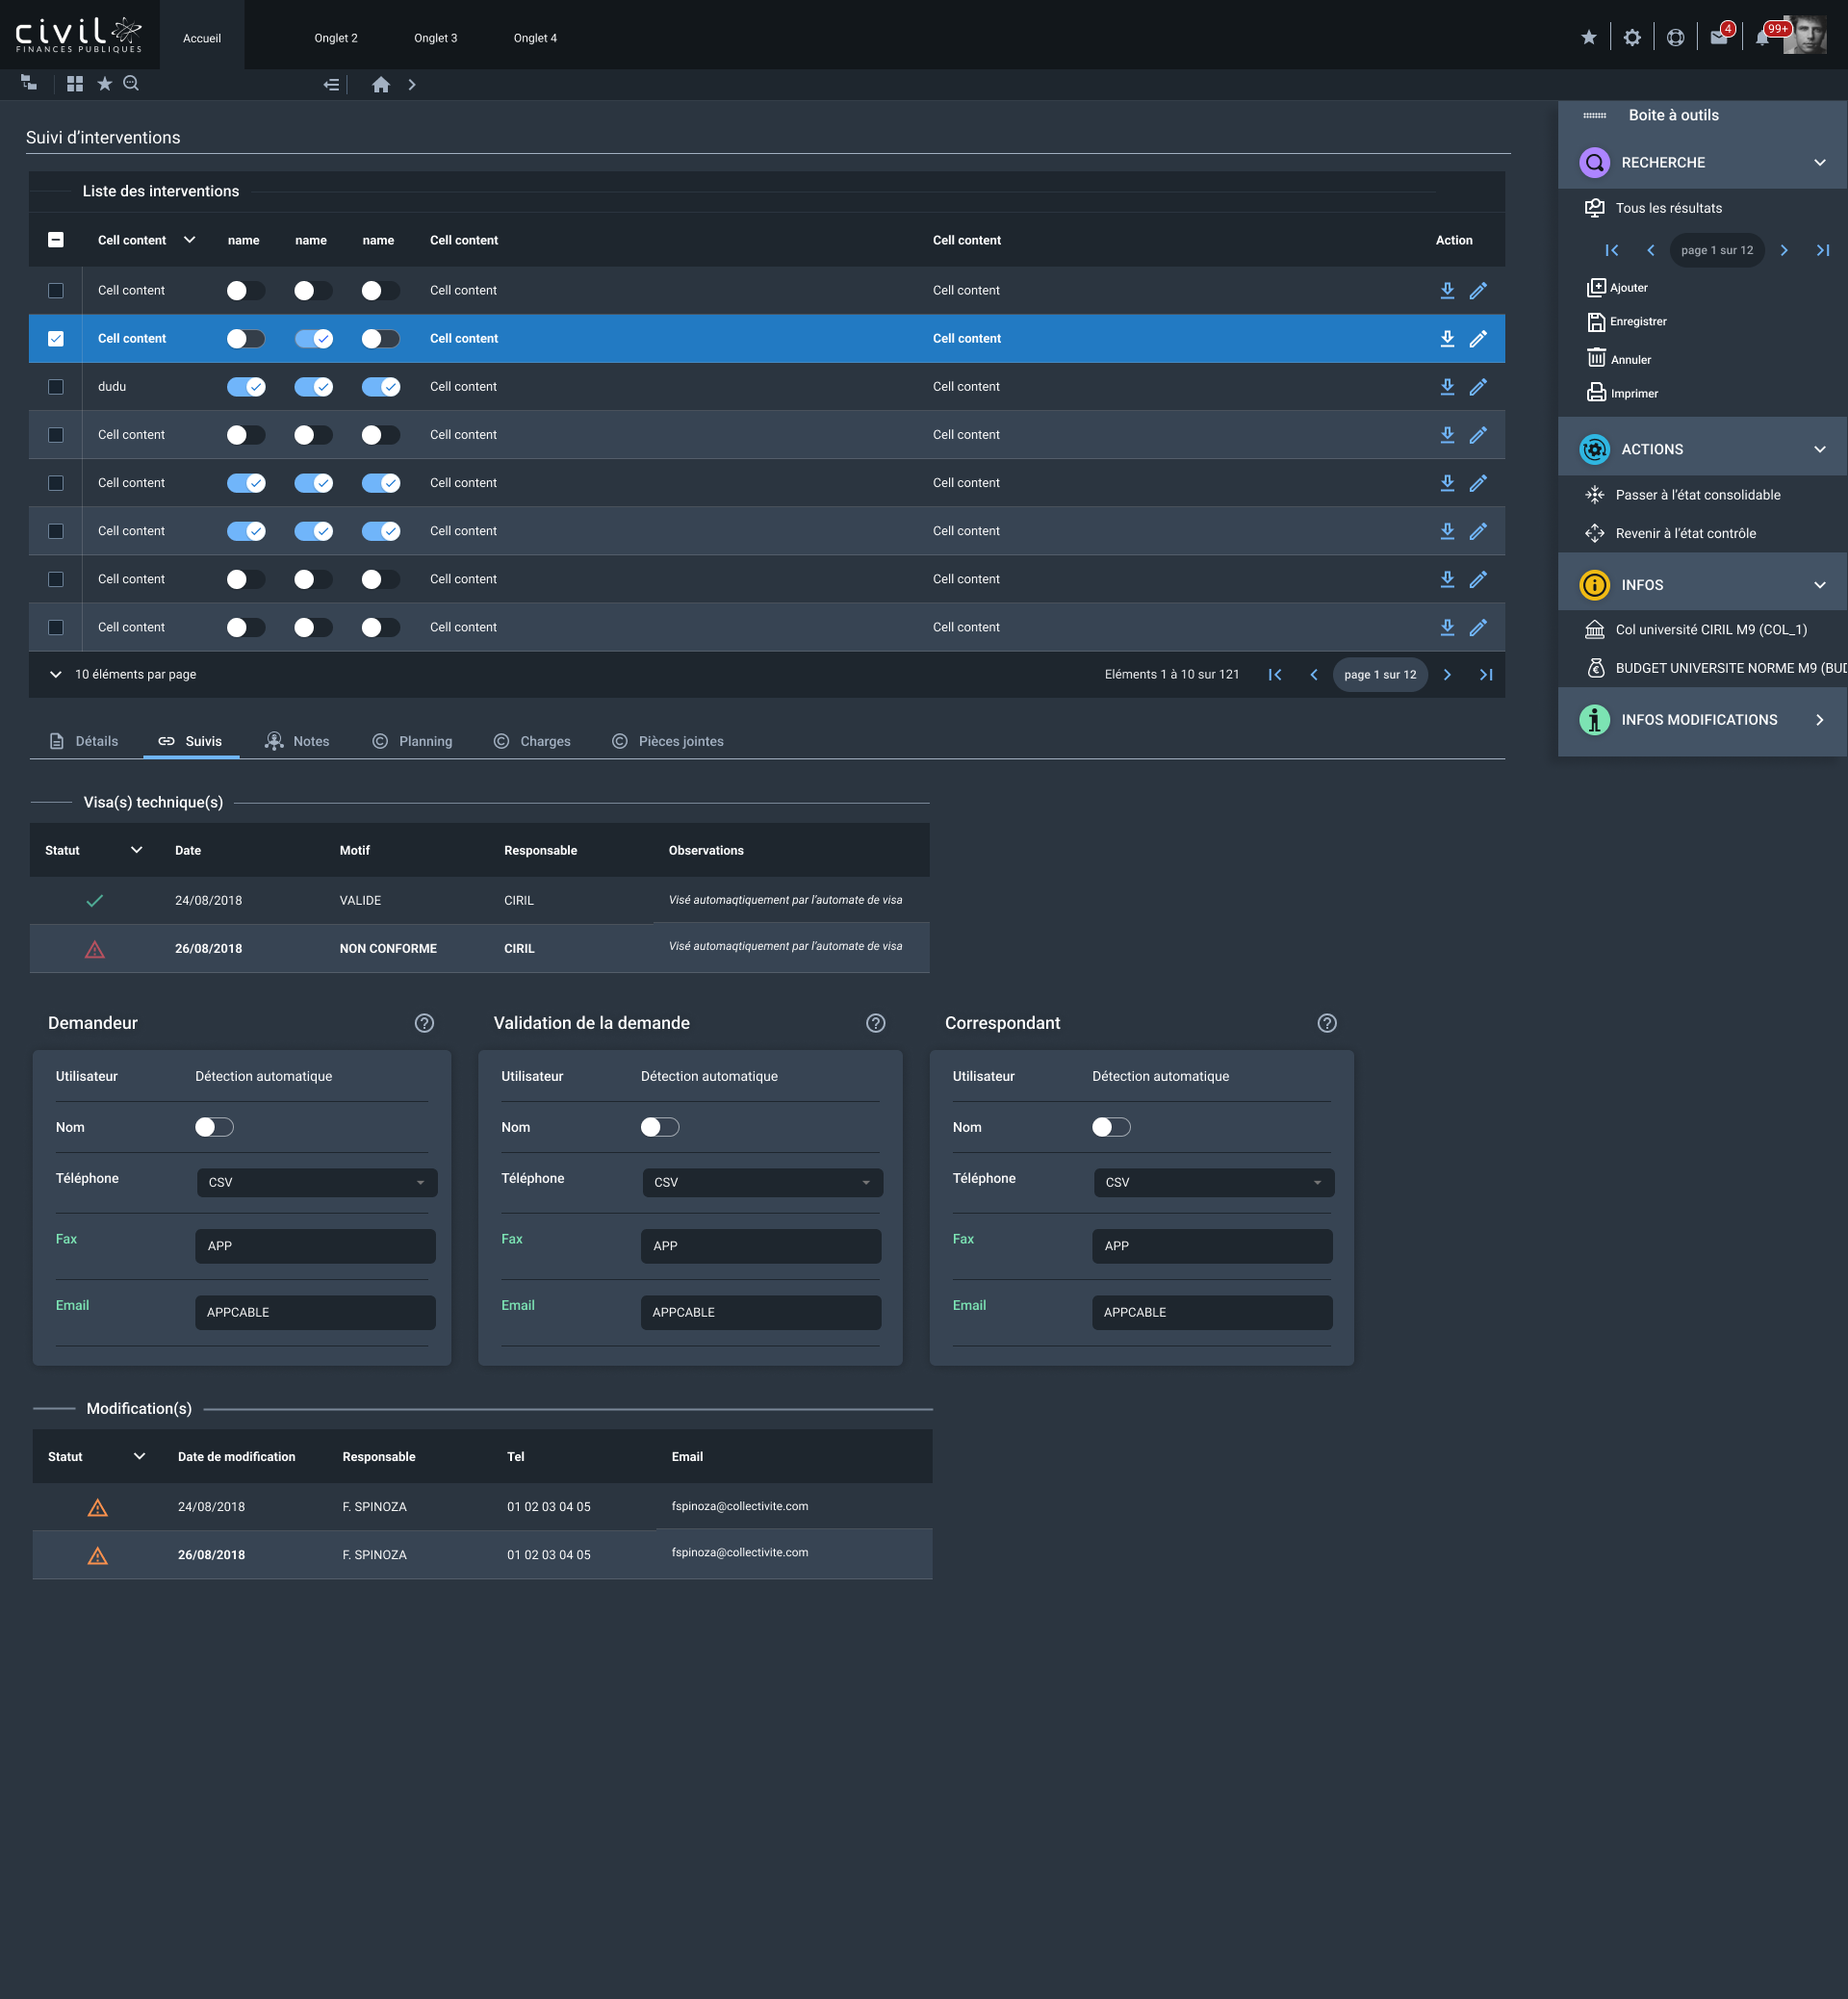 civil
FINANCES PUBLIQUES
Accueil
Onglet 2
Onglet 3
Onglet 4
4
99+
Suivi d’interventions
Liste des interventions
Cell content name name name Cell content Cell content Action
Cell content Cell content Cell content
Cell content Cell content Cell content
dudu Cell content Cell content
Cell content Cell content Cell content
Cell content Cell content Cell content
Cell content Cell content Cell content
Cell content Cell content Cell content
Cell content Cell content Cell content
10 éléments par page Eléments 1 à 10 sur 121 page 1 sur 12
Détails Suivis Notes Planning Charges Pièces jointes
Visa(s) technique(s)
Statut Date Motif Responsable Observations
24/08/2018 VALIDE CIRIL Visé automaqtiquement par l’automate de visa
26/08/2018 NON CONFORME CIRIL Visé automaqtiquement par l’automate de visa
Demandeur
Utilisateur Détection automatique
Nom
Téléphone CSV
Fax APP
Email APPCABLE
Validation de la demande
Utilisateur Détection automatique
Nom
Téléphone CSV
Fax APP
Email APPCABLE
Correspondant
Utilisateur Détection automatique
Nom
Téléphone CSV
Fax APP
Email APPCABLE
Modification(s)
Statut Date de modification Responsable Tel Email
24/08/2018 F. SPINOZA 01 02 03 04 05 fspinoza@collectivite.com
26/08/2018 F. SPINOZA 01 02 03 04 05 fspinoza@collectivite.com
Boite à outils
RECHERCHE
Tous les résultats
page 1 sur 12
Ajouter
Enregistrer
Annuler
Imprimer
ACTIONS
Passer à l’état consolidable
Revenir à l’état contrôle
INFOS
Col université CIRIL M9 (COL_1)
BUDGET UNIVERSITE NORME M9 (BUD
INFOS MODIFICATIONS